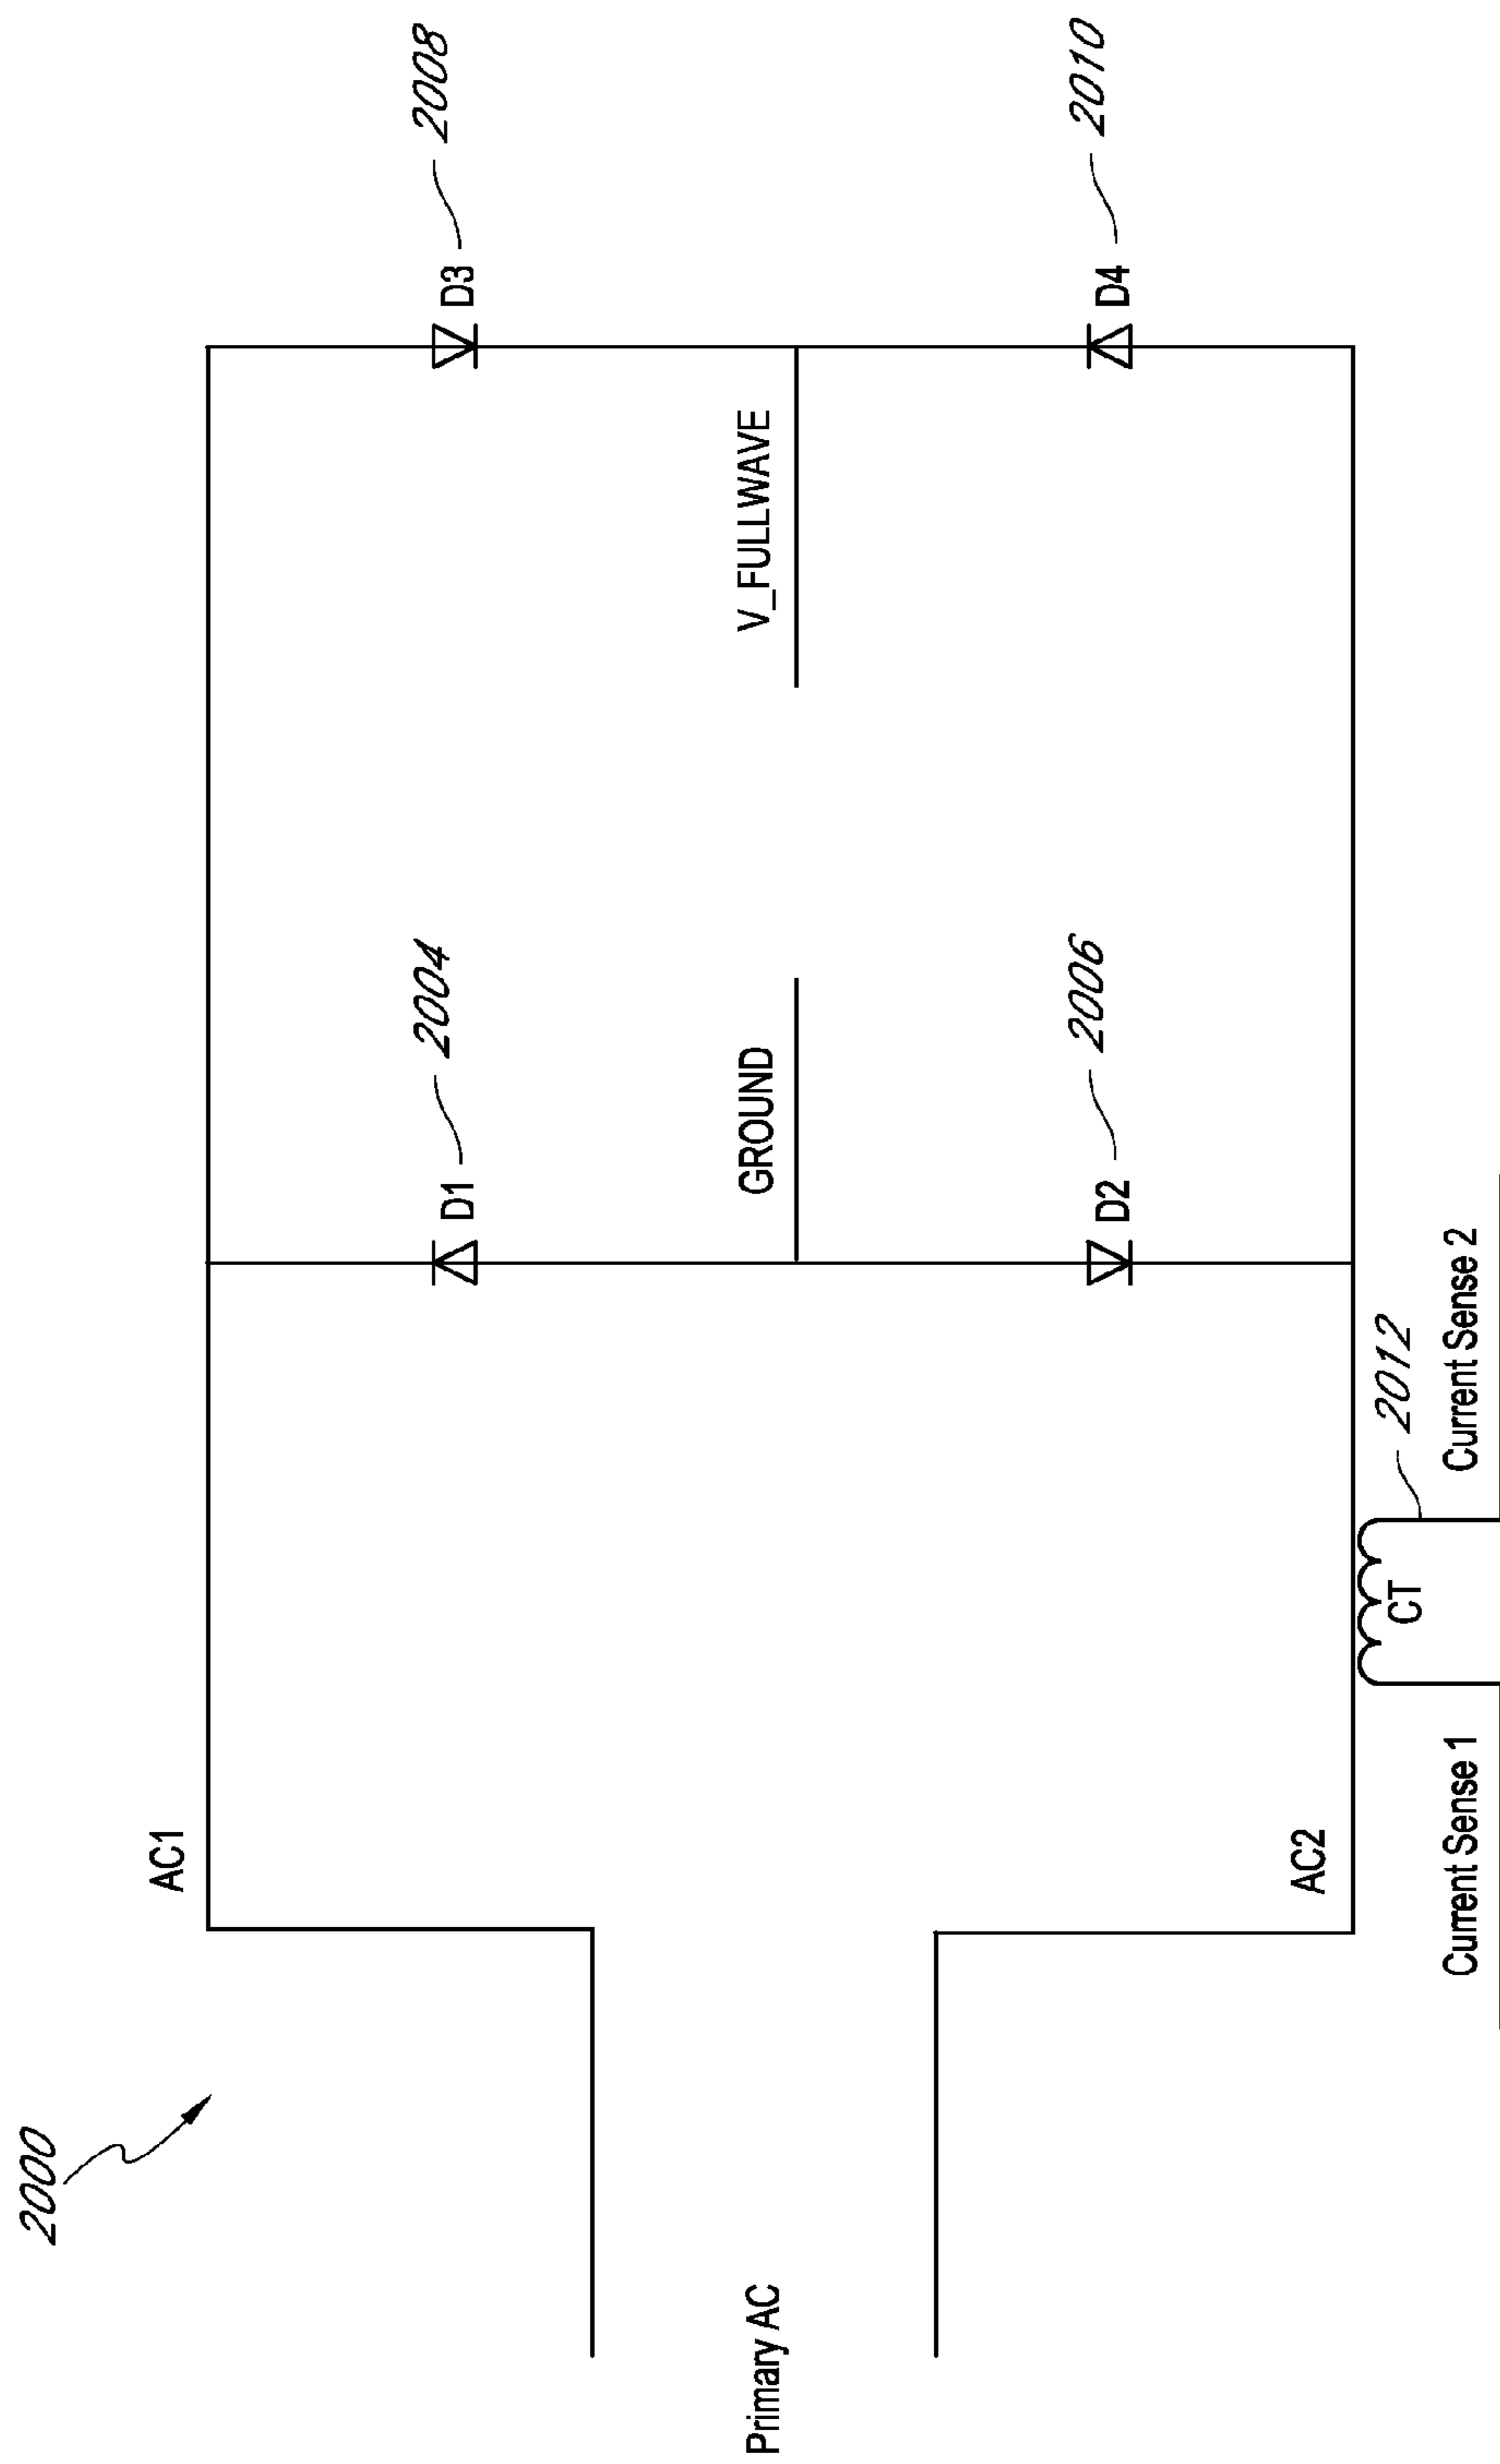 2000
AC1
D1
2004
D3
2008
Primary AC
GROUND
V_FULLWAVE
D2
2006
D4
2010
AC2
CT
2012
Current Sense 1
Current Sense 2